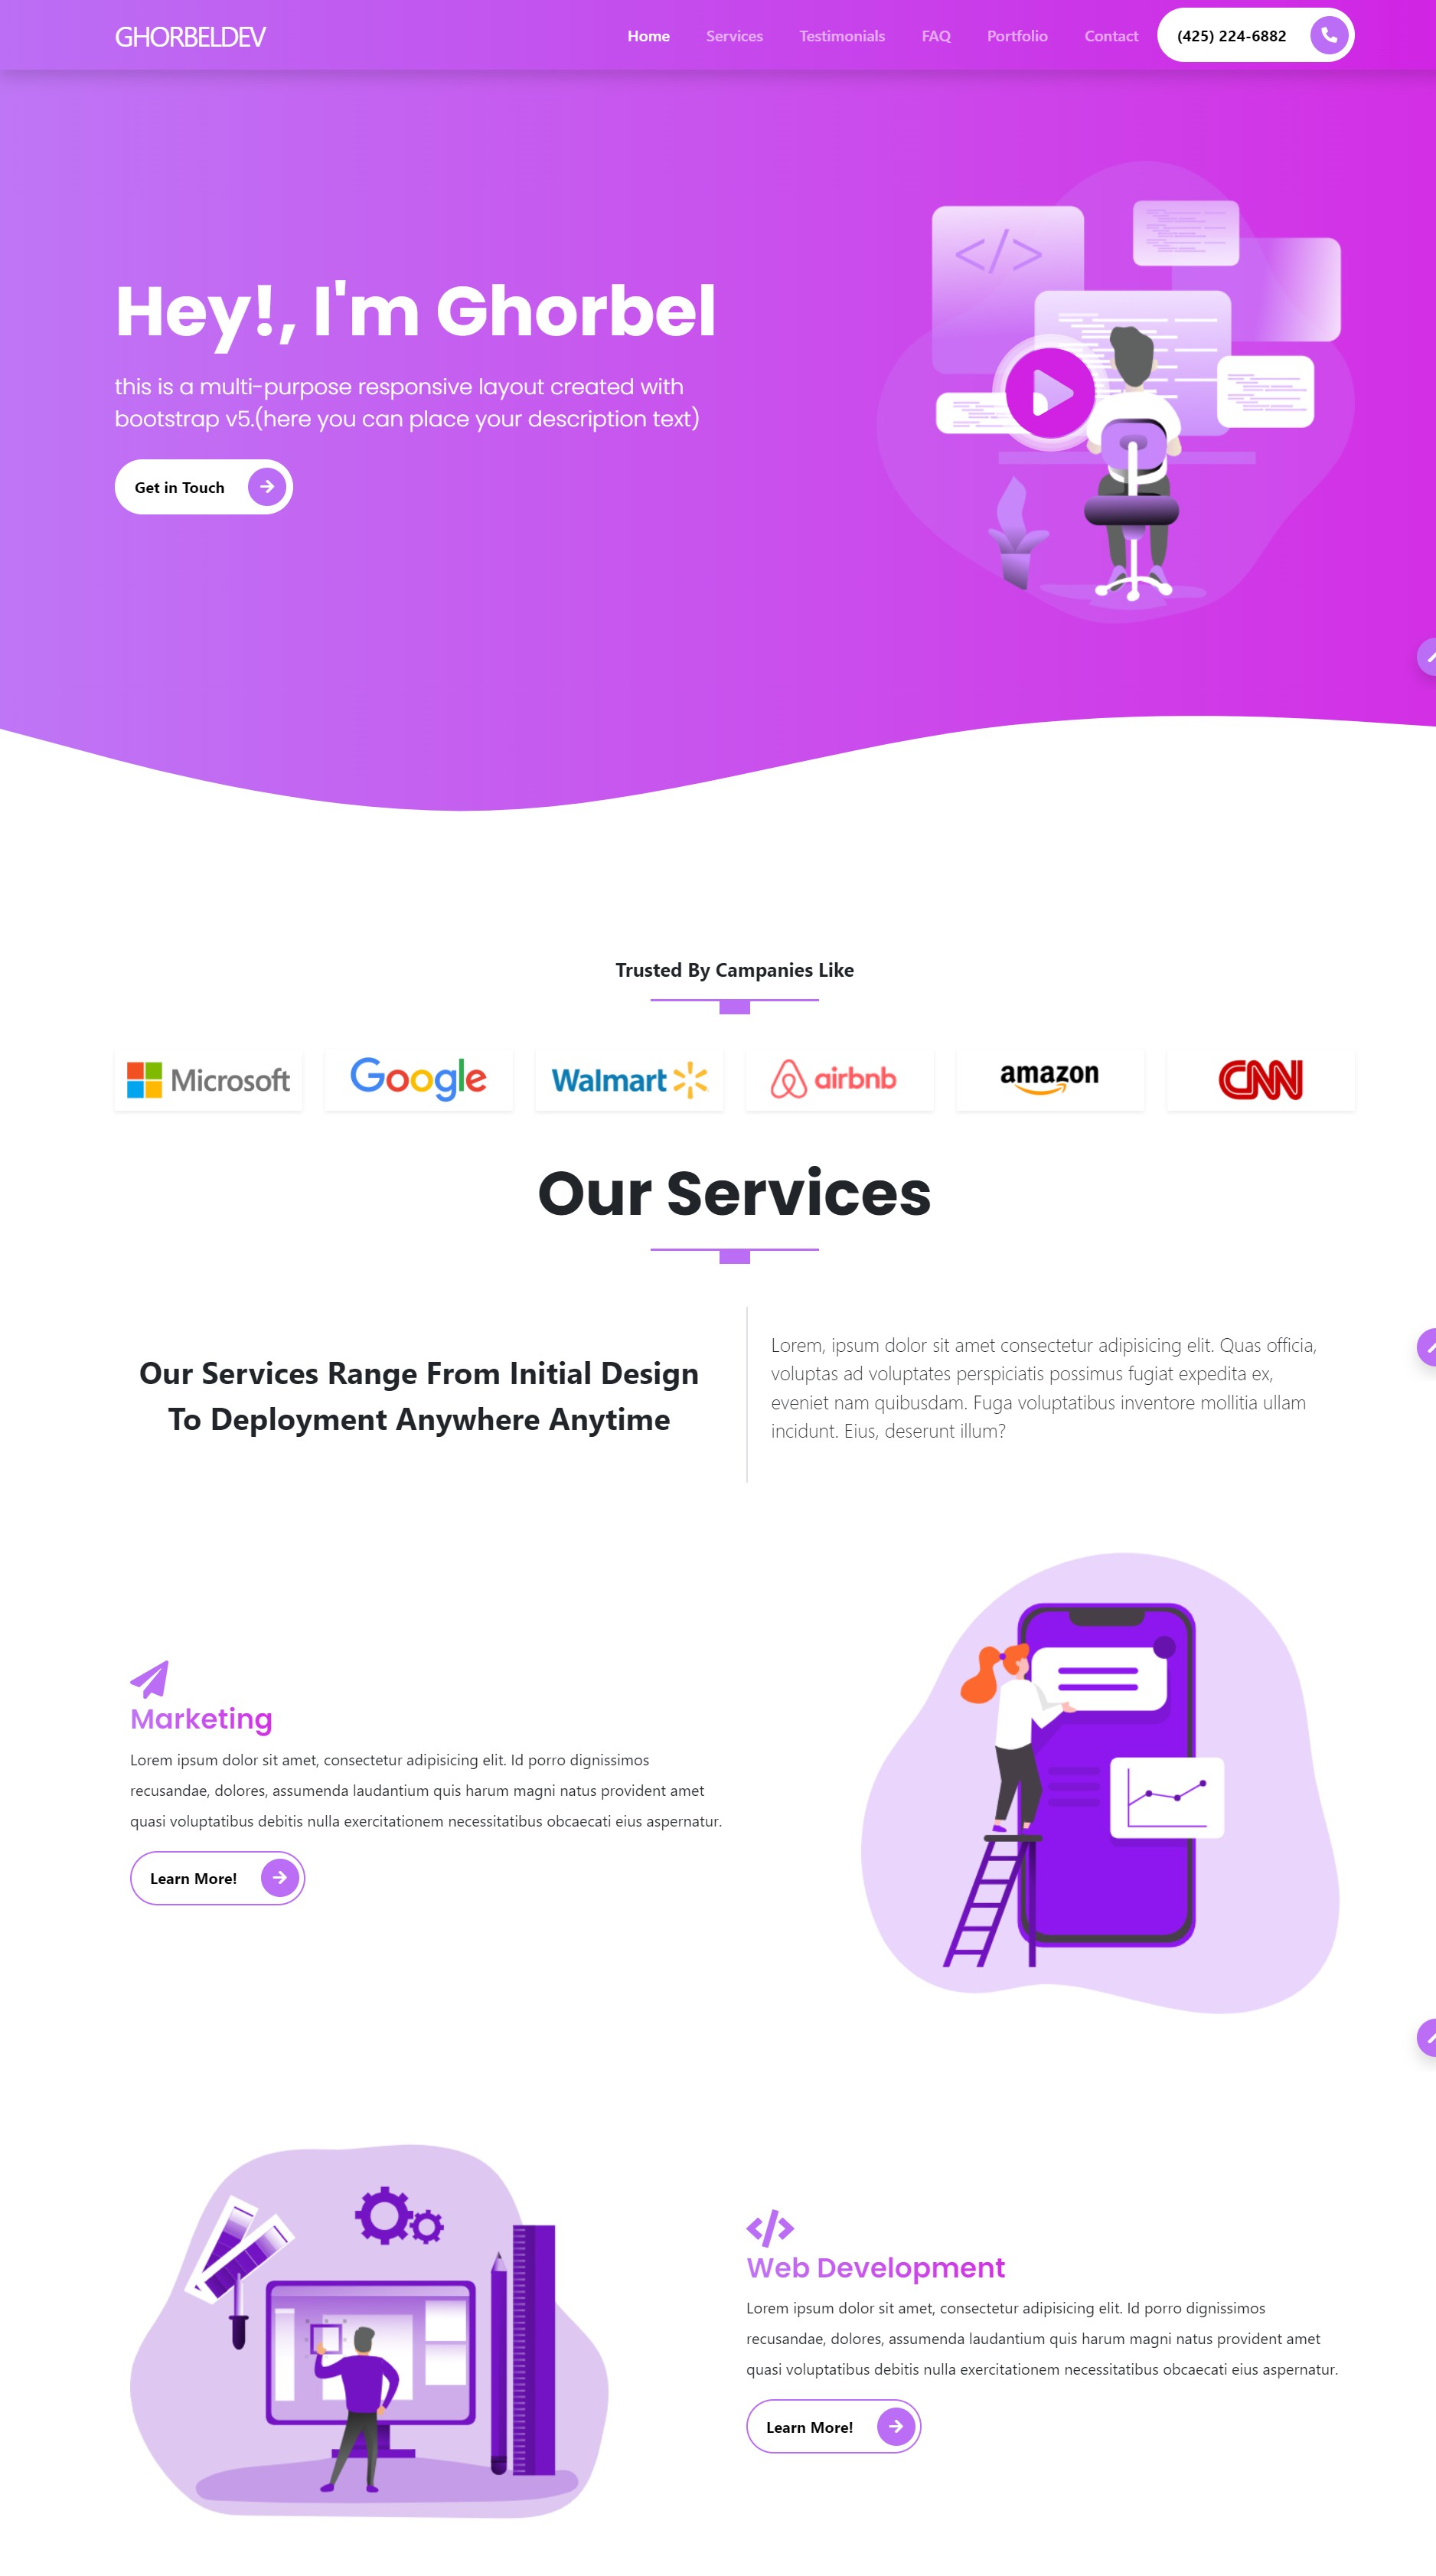 GHORBELDEV
Home
Services
Testimonials
FAQ
Portfolio
Contact
(425) 224-6882
</>
Hey!, I'm Ghorbel
this is a multi-purpose responsive layout created with
bootstrap v5.(here you can place your description text)
Get in Touch
Trusted By Campanies Like
Microsoft
Google
Walmart
airbnb
amazon
CNN
Our Services
Our Services Range From Initial Design
To Deployment Anywhere Anytime
Lorem, ipsum dolor sit amet consectetur adipisicing elit. Quas officia,
voluptas ad voluptates perspiciatis possimus fugiat expedita ex,
eveniet nam quibusdam. Fuga voluptatibus inventore mollitia ullam
incidunt. Eius, deserunt illum?
Marketing
Lorem ipsum dolor sit amet, consectetur adipisicing elit. Id porro dignissimos
recusandae, dolores, assumenda laudantium quis harum magni natus provident amet
quasi voluptatibus debitis nulla exercitationem necessitatibus obcaecati eius aspernatur.
Learn More!
Web Development
Lorem ipsum dolor sit amet, consectetur adipisicing elit. Id porro dignissimos
recusandae, dolores, assumenda laudantium quis harum magni natus provident amet
quasi voluptatibus debitis nulla exercitationem necessitatibus obcaecati eius aspernatur.
Learn More!